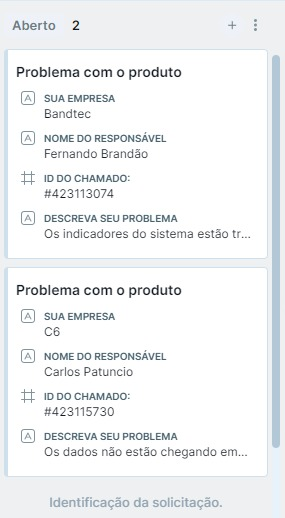 Aberto 2
Problema com o produto
SUA EMPRESA
Bandtec
NOME DO RESPONSÁVEL
Fernando Brandão
ID DO CHAMADO:
#423113074
DESCREVA SEU PROBLEMA
Os indicadores do sistema estão tr...
Problema com o produto
SUA EMPRESA
C6
NOME DO RESPONSÁVEL
Carlos Patuncio
ID DO CHAMADO:
#423115730
DESCREVA SEU PROBLEMA
Os dados não estão chegando em...
Identificação da solicitação.